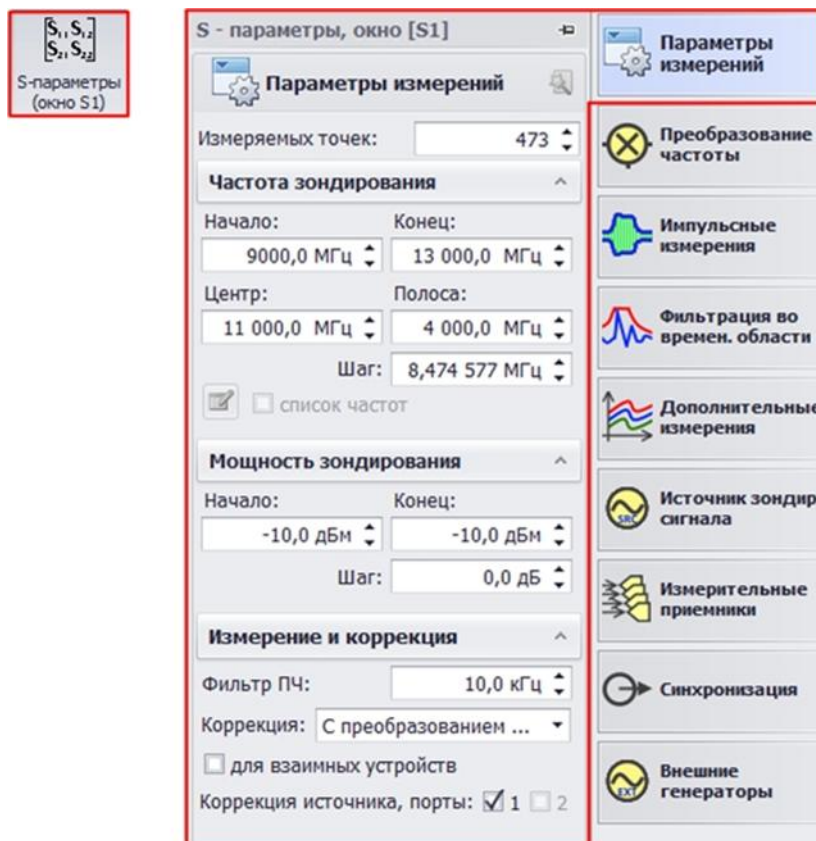 S₁₁ S₁₂
S₂₁ S₂₂
S-параметры
(окно S1)
S - параметры, окно [S1]
Параметры измерений
Измеряемых точек: 473
Частота зондирования
Начало: Конец:
9000,0 МГц 13 000,0 МГц
Центр: Полоса:
11 000,0 МГц 4 000,0 МГц
Шаг: 8,474 577 МГц
список частот
Мощность зондирования
Начало: Конец:
-10,0 дБм -10,0 дБм
Шаг: 0,0 дБ
Измерение и коррекция
Фильтр ПЧ: 10,0 кГц
Коррекция: С преобразованием ...
для взаимных устройств
Коррекция источника, порты: 1 2
Параметры
измерений
Преобразование
частоты
Импульсные
измерения
Фильтрация во
времен. области
Дополнительные
измерения
SRC
Источник зондир
сигнала
Измерительные
приемники
Синхронизация
EXT
Внешние
генераторы